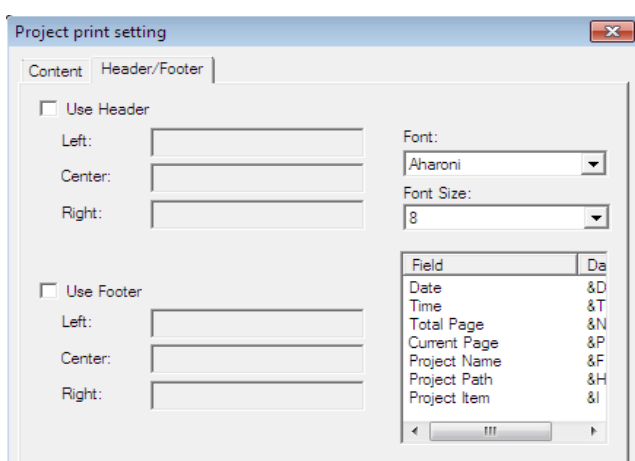 Project print setting
Content Header/Footer
Use Header
Left:
Center:
Right:
Font:
Aharoni
Font Size:
8
Use Footer
Left:
Center:
Right:
Field Da
Date &D
Time &T
Total Page &N
Current Page &P
Project Name &F
Project Path &H
Project Item &I